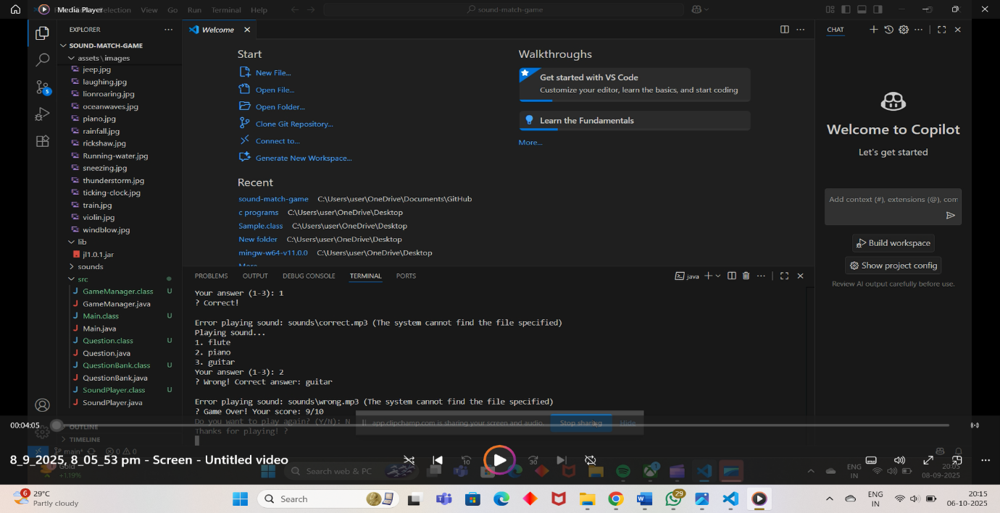 Media Player
Selection View Go Run Terminal Help
sound-match-game
EXPLORER
SOUND-MATCH-GAME
assets\images
jeep.jpg
laughing.jpg
lionroaring.jpg
oceanwaves.jpg
piano.jpg
rainfall.jpg
rickshaw.jpg
Running-water.jpg
sneezing.jpg
thunderstorm.jpg
ticking-clock.jpg
train.jpg
violin.jpg
windblow.jpg
lib
jl1.0.1.jar
sounds
src
GameManager.class U
GameManager.java
Main.class U
Main.java
Question.class U
Question.java
QuestionBank.class U
QuestionBank.java
SoundPlayer.class U
SoundPlayer.java
OUTLINE
TIMELINE
5
Welcome
Start
New File...
Open File...
Open Folder...
Clone Git Repository...
Connect to...
Generate New Workspace...
Recent
sound-match-game C:\Users\user\OneDrive\Documents\GitHub
c programs C:\Users\user\OneDrive\Desktop
Sample.class C:\Users\user\OneDrive\Desktop
New folder C:\Users\user\OneDrive\Desktop
mingw-w64-v11.0.0 C:\Users\user\OneDrive\Desktop
More...
Walkthroughs
Get started with VS Code
Customize your editor, learn the basics, and start coding
Learn the Fundamentals
More...
PROBLEMS OUTPUT DEBUG CONSOLE TERMINAL PORTS
java
Your answer (1-3): 1
? Correct!
Error playing sound: sounds\correct.mp3 (The system cannot find the file specified)
Playing sound...
1. flute
2. piano
3. guitar
Your answer (1-3): 2
? Wrong! Correct answer: guitar
Error playing sound: sounds\wrong.mp3 (The system cannot find the file specified)
? Game Over! Your score: 9/10
Do you want to play again? (Y/N): N
Thanks for playing! ?
app.clipchamp.com is sharing your screen and audio. Stop sharing Hide
CHAT
Welcome to Copilot
Let's get started
Add context (#), extensions (@), com
Build workspace
Show project config
Review AI output carefully before use.
00:04:05
main* 0 0
8_9_2025, 8_05_53 pm - Screen - Untitled video
10 30
Gold
+1.19%
Search web & PC
1
ENG
IN
20:05
08-09-2025
6
29°C
Partly cloudy
Search
29
ENG
IN
20:15
06-10-2025